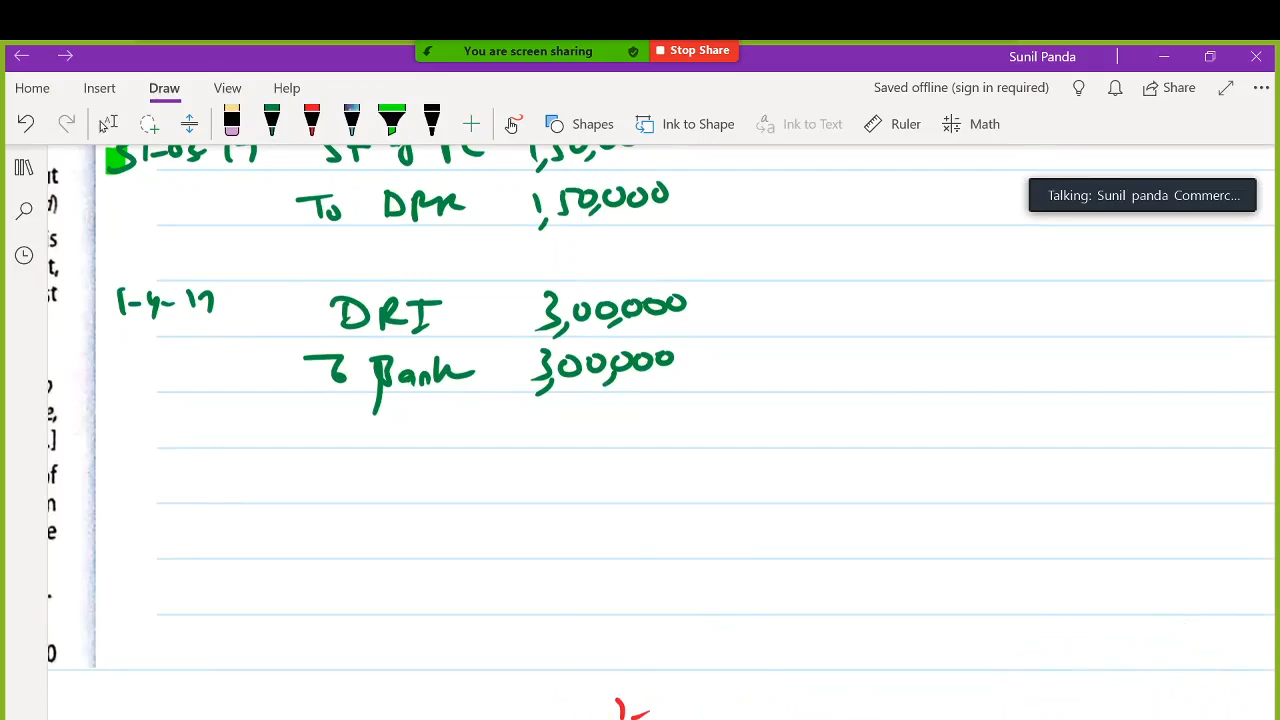 You are screen sharing Stop Share
Sunil Panda
Home Insert Draw View Help
Saved offline (sign in required) Share
Shapes Ink to Shape Ink to Text Ruler Math
Talking: Sunil panda Commerc...
To DRR 1,50,000
1-4-17 DRI 3,00,000
To Bank 3,00,000